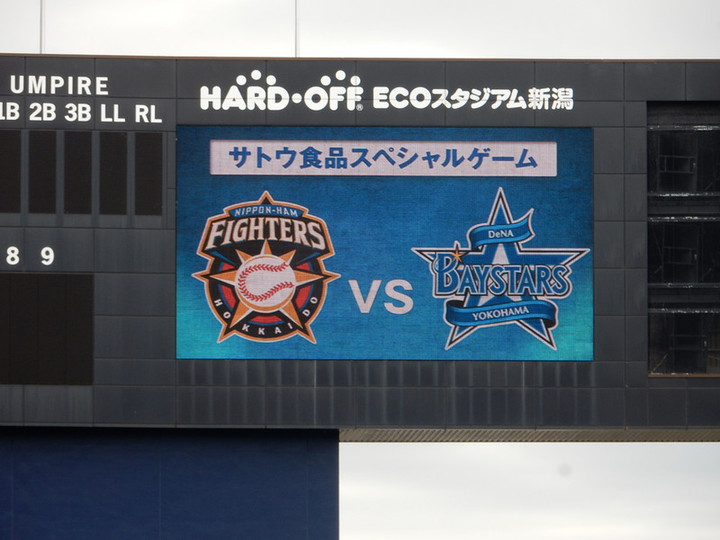 UMPIRE
1B 2B 3B LL RL
8 9
HARD・OFF® ECOスタジアム新潟
サトウ食品スペシャルゲーム
NIPPON-HAM
FIGHTERS
HOKKAIDO
VS
DeNA
BAYSTARS
YOKOHAMA